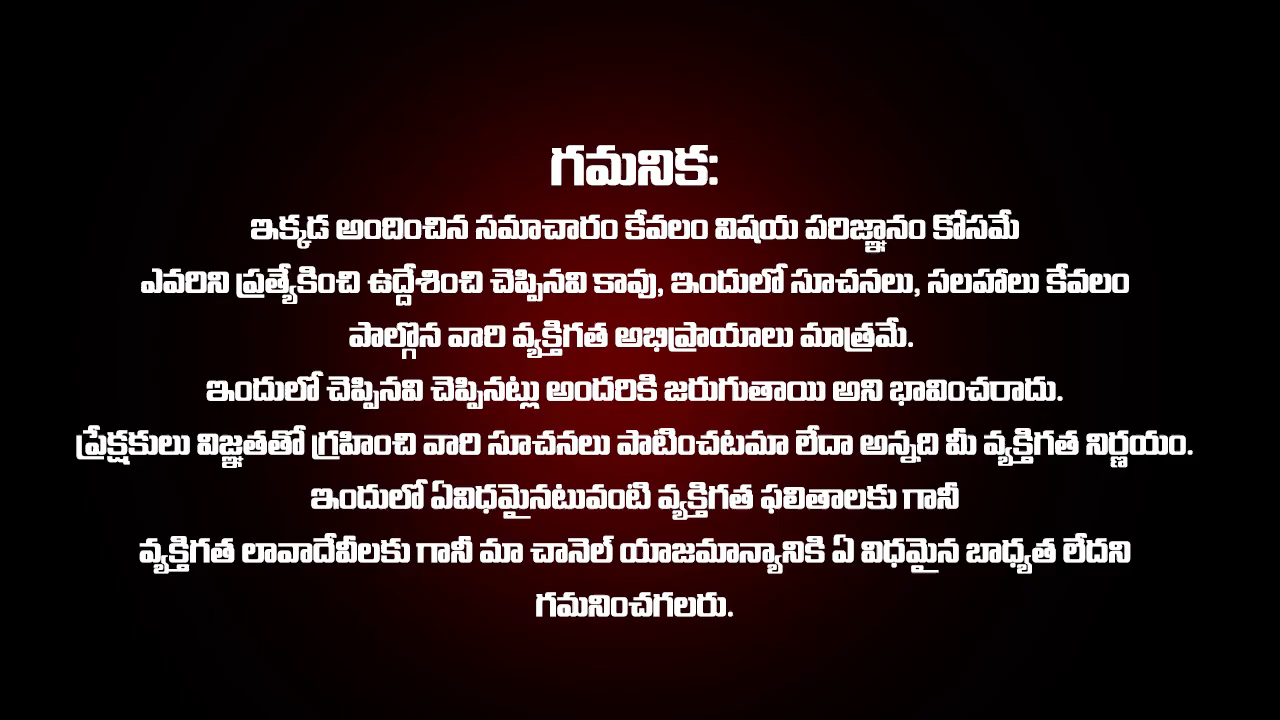 గమనిక:
ఇక్కడ అందించిన సమాచారం కేవలం విషయ పరిజ్ఞానం కోసమే
ఎవరిని ప్రత్యేకించి ఉద్దేశించి చెప్పినవి కావు, ఇందులో సూచనలు, సలహాలు కేవలం
పాల్గొన వారి వ్యక్తిగత అభిప్రాయాలు మాత్రమే.
ఇందులో చెప్పినవి చెప్పినట్లు అందరికి జరుగుతాయి అని భావించరాదు.
ప్రేక్షకులు విజ్ఞతతో గ్రహించి వారి సూచనలు పాటించటమా లేదా అన్నది మీ వ్యక్తిగత నిర్ణయం.
ఇందులో ఏవిధమైనటువంటి వ్యక్తిగత ఫలితాలకు గానీ
వ్యక్తిగత లావాదేవీలకు గానీ మా చానెల్ యాజమాన్యానికి ఏ విధమైన బాధ్యత లేదని
గమనించగలరు.